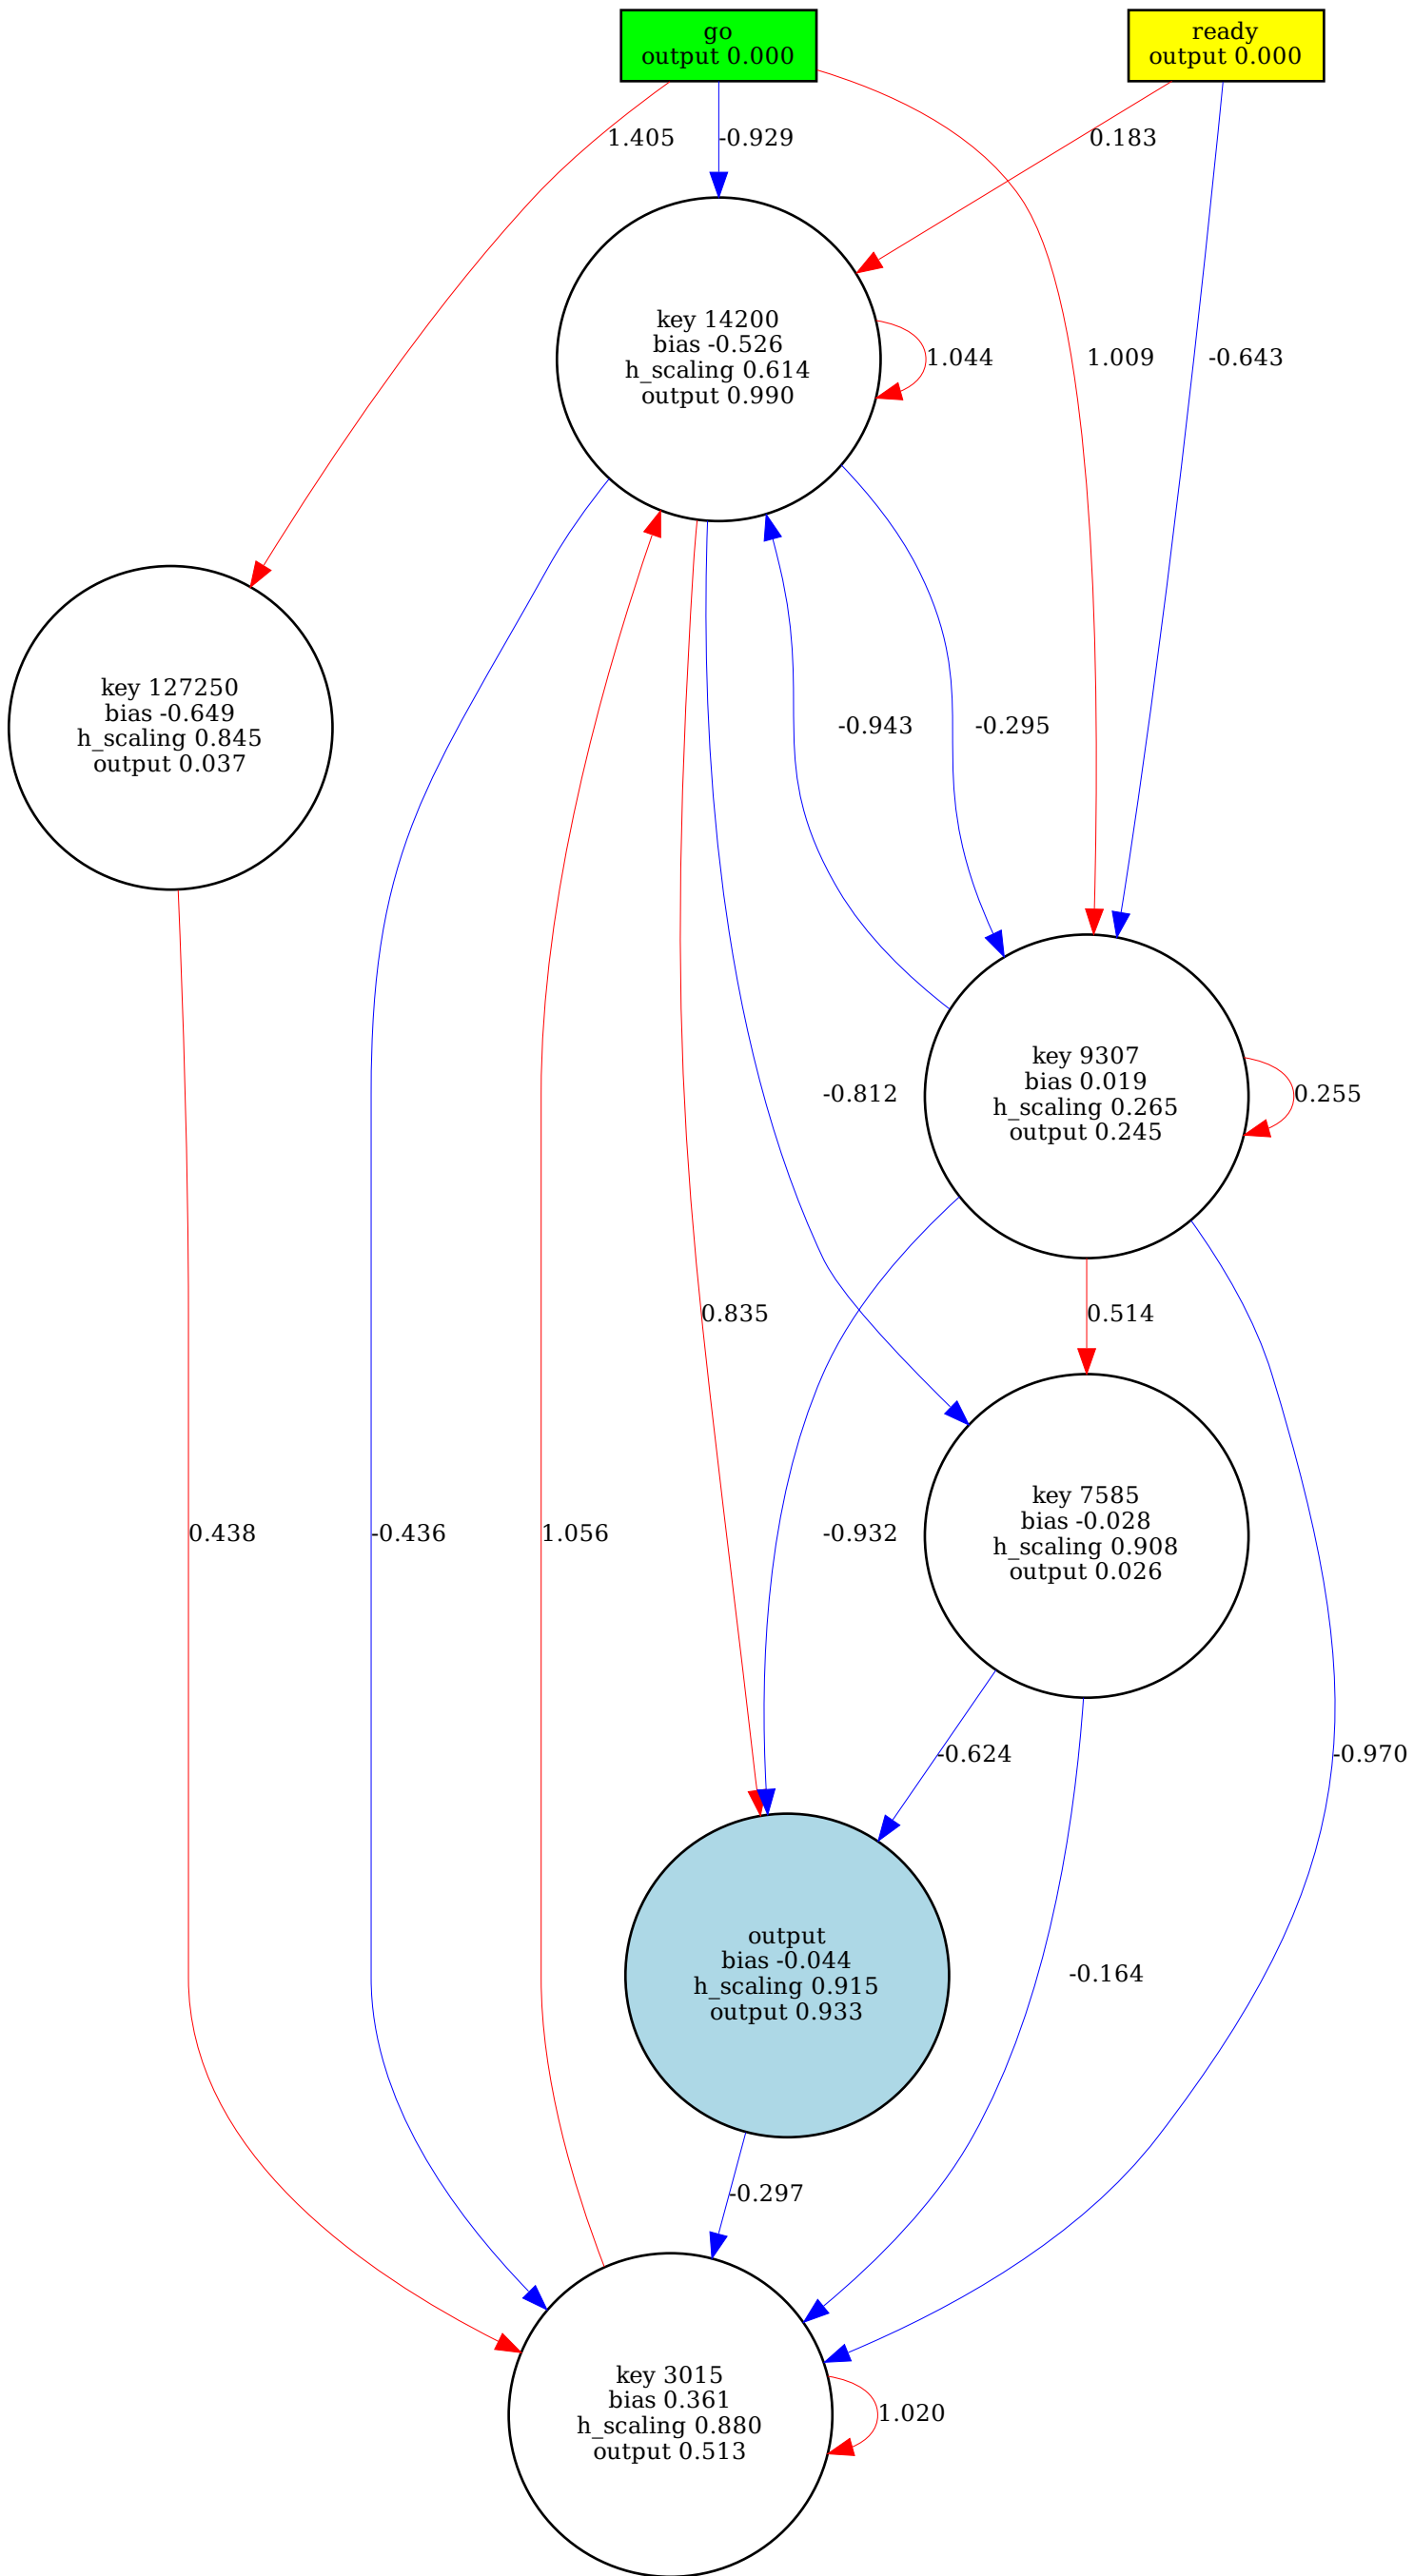 go
output 0.000
ready
output 0.000
1.405
-0.929
0.183
key 14200
bias -0.526
h_scaling 0.614
output 0.990
1.044
1.009
-0.643
key 127250
bias -0.649
h_scaling 0.845
output 0.037
-0.943
-0.295
key 9307
bias 0.019
h_scaling 0.265
output 0.245
-0.812
0.255
0.835
0.514
key 7585
bias -0.028
h_scaling 0.908
output 0.026
0.438
-0.436
1.056
-0.932
-0.624
-0.970
output
bias -0.044
h_scaling 0.915
output 0.933
-0.164
-0.297
key 3015
bias 0.361
h_scaling 0.880
output 0.513
1.020